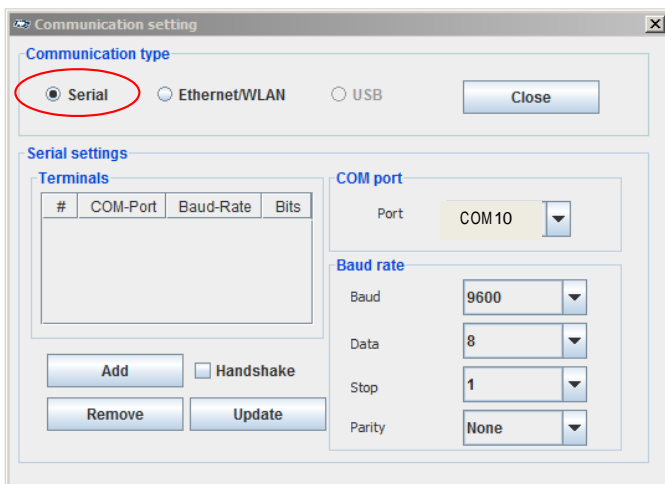 Communication setting
Communication type
Serial Ethernet/WLAN USB Close
Serial settings
Terminals
# COM-Port Baud-Rate Bits
Add Handshake
Remove Update
COM port
Port COM10
Baud rate
Baud 9600
Data 8
Stop 1
Parity None